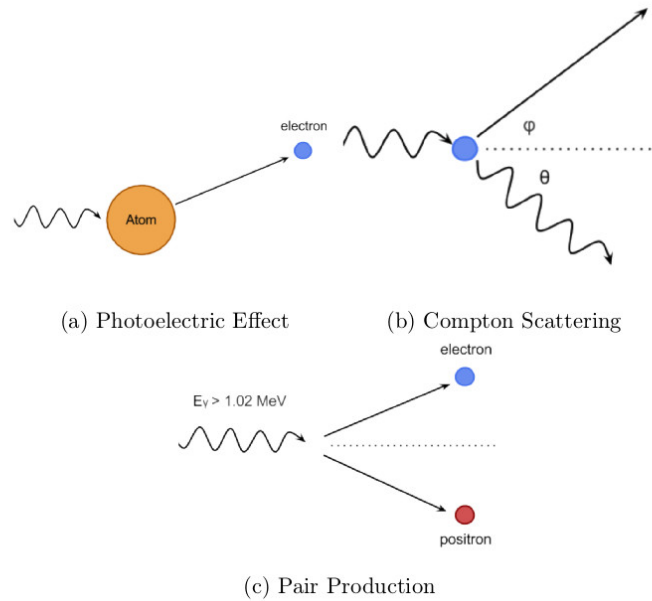 electron
φ
θ
Atom
(a) Photoelectric Effect
(b) Compton Scattering
electron
Eγ > 1.02 MeV
positron
(c) Pair Production